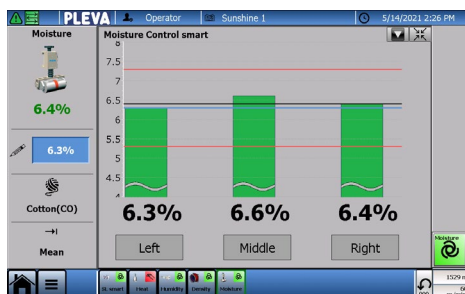 PLEVA Operator Sunshine 1 5/14/2021 2:26 PM
Moisture
6.4%
6.3%
Cotton(CO)
Mean
Moisture Control smart
8
7.5
7
6.5
6
5.5
5
4.5
6.3% 6.6% 6.4%
Left Middle Right
Moisture
SL smart Heat Humidity Density Moisture
1529